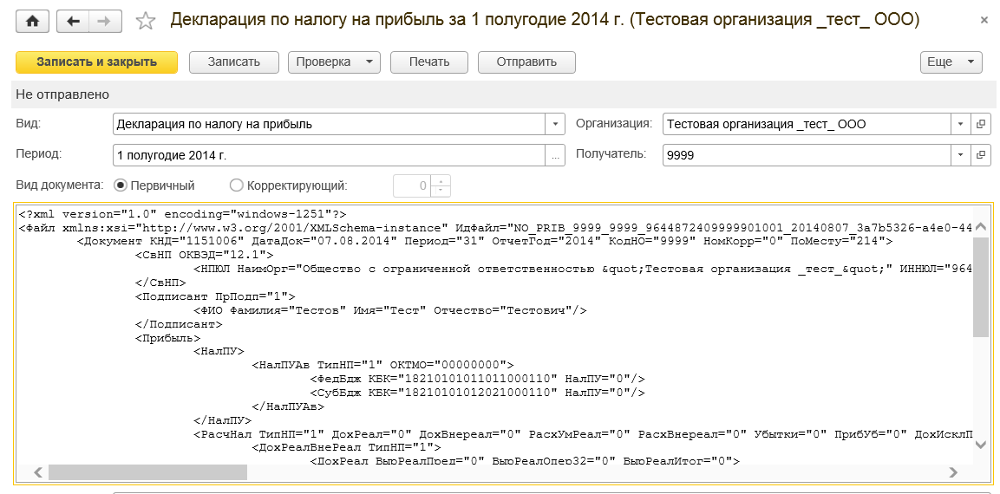 Декларация по налогу на прибыль за 1 полугодие 2014 г. (Тестовая организация _тест_ ООО)
Записать и закрыть Записать Проверка Печать Отправить Еще
Не отправлено
Вид: Декларация по налогу на прибыль Организация: Тестовая организация _тест_ ООО
Период: 1 полугодие 2014 г. ... Получатель: 9999
Вид документа: Первичный Корректирующий: 0
<?xml version="1.0" encoding="windows-1251"?>
<Файл xmlns:xsi="http://www.w3.org/2001/XMLSchema-instance" ИдФайл="NO_PRIB_9999_9999_9644872409999901001_20140807_3a7b5326-a4e0-44
<Документ КНД="1151006" ДатаДок="07.08.2014" Период="31" ОтчетГод="2014" КодНО="9999" НомКорр="0" ПоМесту="214">
<СвНП ОКВЭД="12.1">
<НПЮЛ НаимОрг="Общество с ограниченной ответственностью &quot;Тестовая организация _тест_&quot;" ИННЮЛ="964
</СвНП>
<Подписант ПрПодп="1">
<ФИО Фамилия="Тестов" Имя="Тест" Отчество="Тестович"/>
</Подписант>
<Прибыль>
<НалПУ>
<НалПУАв ТипНП="1" ОКТМО="00000000">
<ФедБдж КБК="18210101011011000110" НалПУ="0"/>
<СубБдж КБК="18210101012021000110" НалПУ="0"/>
</НалПУАв>
</НалПУ>
<РасчНал ТипНП="1" ДохРеал="0" ДохВнереал="0" РасхУмРеал="0" РасхВнереал="0" Убытки="0" ПрибУб="0" ДохИсклП
<ДохРеалВнеРеал ТипНП="1">
<ДохРеал ВырРеалПред="0" ВырРеалОпер32="0" ВырРеалИтог="0">